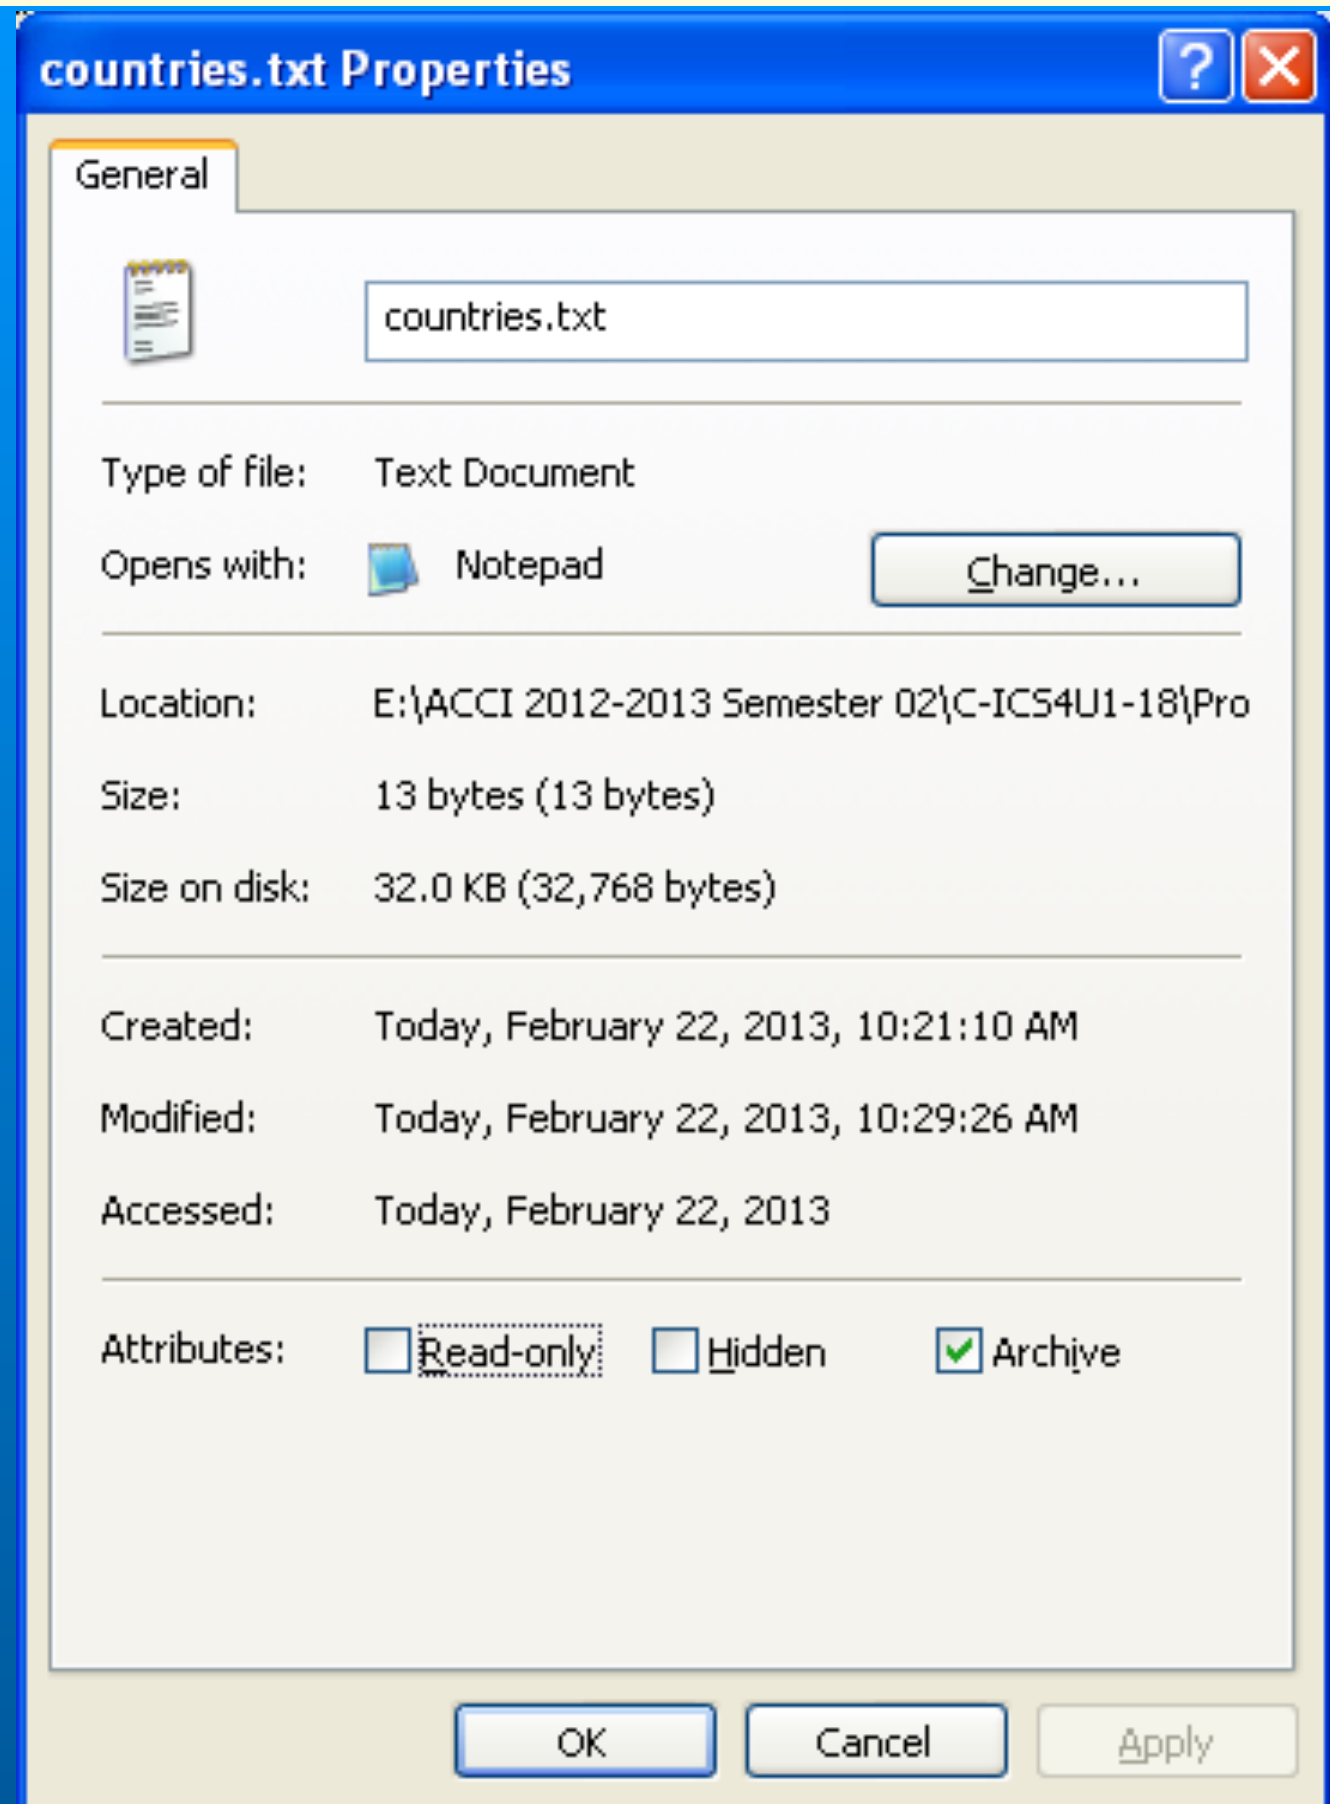 countries.txt Properties
General
countries.txt
Type of file: Text Document
Opens with: Notepad Change...
Location: E:\ACCI 2012-2013 Semester 02\C-ICS4U1-18\Pro
Size: 13 bytes (13 bytes)
Size on disk: 32.0 KB (32,768 bytes)
Created: Today, February 22, 2013, 10:21:10 AM
Modified: Today, February 22, 2013, 10:29:26 AM
Accessed: Today, February 22, 2013
Attributes: Read-only Hidden Archive
OK Cancel Apply